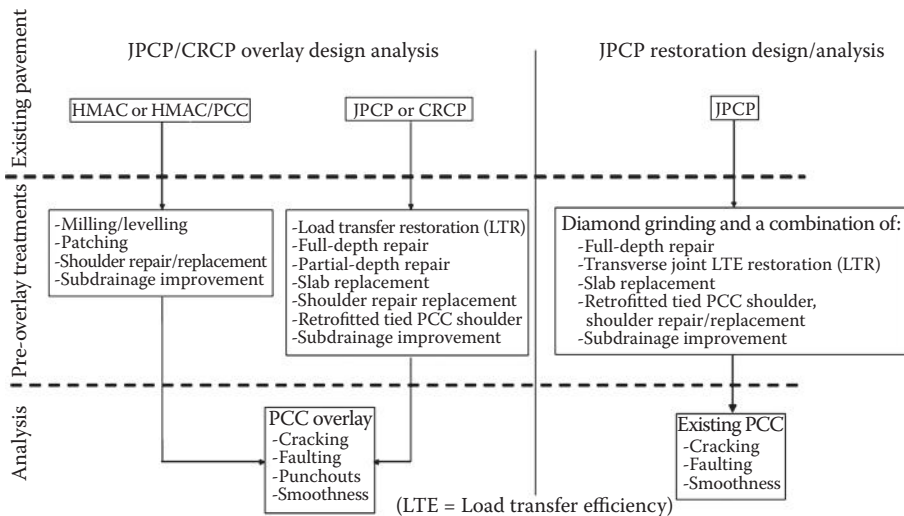 JPCP/CRCP overlay design analysis
JPCP restoration design/analysis
Existing pavement
HMAC or HMAC/PCC
JPCP or CRCP
JPCP
Pre-overlay treatments
-Milling/levelling
-Patching
-Shoulder repair/replacement
-Subdrainage improvement
-Load transfer restoration (LTR)
-Full-depth repair
-Partial-depth repair
-Slab replacement
-Shoulder repair replacement
-Retrofitted tied PCC shoulder
-Subdrainage improvement
Diamond grinding and a combination of:
-Full-depth repair
-Transverse joint LTE restoration (LTR)
-Slab replacement
-Retrofitted tied PCC shoulder,
shoulder repair/replacement
-Subdrainage improvement
Analysis
PCC overlay
-Cracking
-Faulting
-Punchouts
-Smoothness
Existing PCC
-Cracking
-Faulting
-Smoothness
(LTE = Load transfer efficiency)